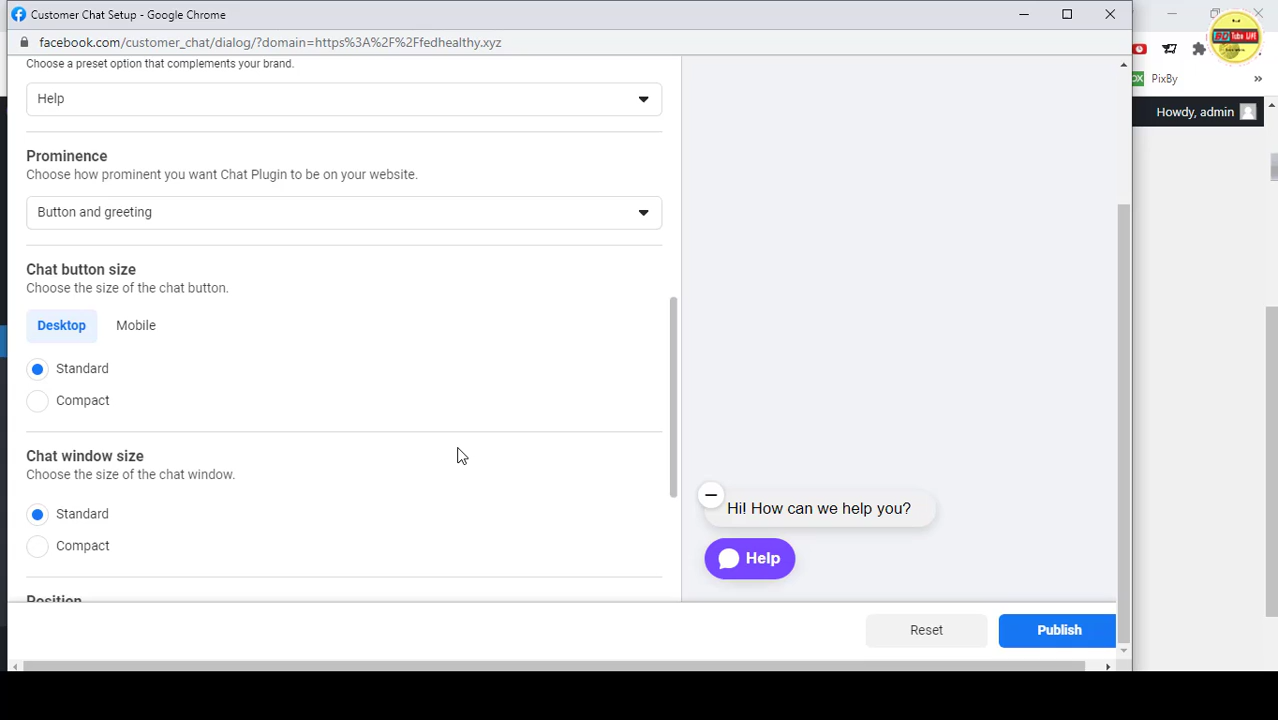 Customer Chat Setup - Google Chrome
facebook.com/customer_chat/dialog/?domain=https%3A%2F%2Ffedhealthy.xyz
BD Tube LIFE
PixBy
Howdy, admin
Choose a preset option that complements your brand.
Help
Prominence
Choose how prominent you want Chat Plugin to be on your website.
Button and greeting
Chat button size
Choose the size of the chat button.
Desktop Mobile
Standard
Compact
Chat window size
Choose the size of the chat window.
Standard
Compact
Position
Hi! How can we help you?
Help
Reset Publish